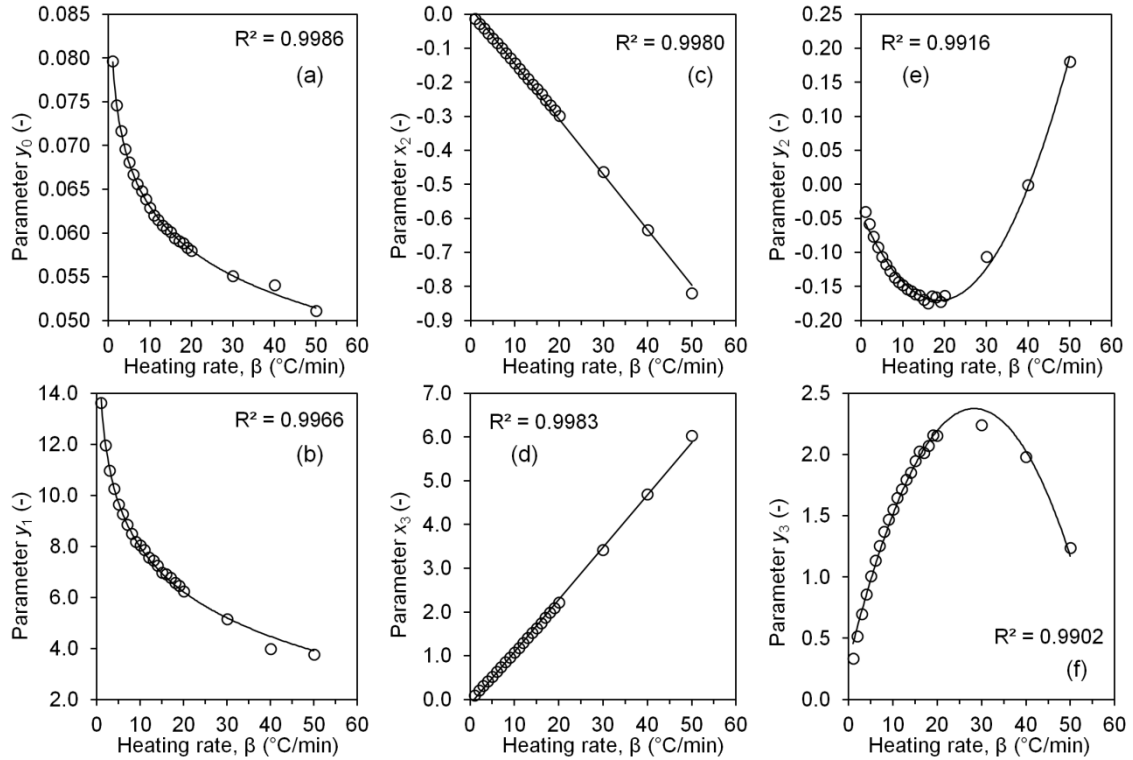 0.085
0.080
0.075
0.070
0.065
0.060
0.055
0.050
Parameter y0 (-)
R² = 0.9986
(a)
0 10 20 30 40 50 60
Heating rate, β (°C/min)
0.0
-0.1
-0.2
-0.3
-0.4
-0.5
-0.6
-0.7
-0.8
-0.9
Parameter x2 (-)
R² = 0.9980
(c)
0 10 20 30 40 50 60
Heating rate, β (°C/min)
0.25
0.20
0.15
0.10
0.05
0.00
-0.05
-0.10
-0.15
-0.20
Parameter y2 (-)
R² = 0.9916
(e)
0 10 20 30 40 50 60
Heating rate, β (°C/min)
14.0
12.0
10.0
8.0
6.0
4.0
2.0
Parameter y1 (-)
R² = 0.9966
(b)
0 10 20 30 40 50 60
Heating rate, β (°C/min)
7.0
6.0
5.0
4.0
3.0
2.0
1.0
0.0
Parameter x3 (-)
R² = 0.9983
(d)
0 10 20 30 40 50 60
Heating rate, β (°C/min)
2.5
2.0
1.5
1.0
0.5
0.0
Parameter y3 (-)
R² = 0.9902
(f)
0 10 20 30 40 50 60
Heating rate, β (°C/min)